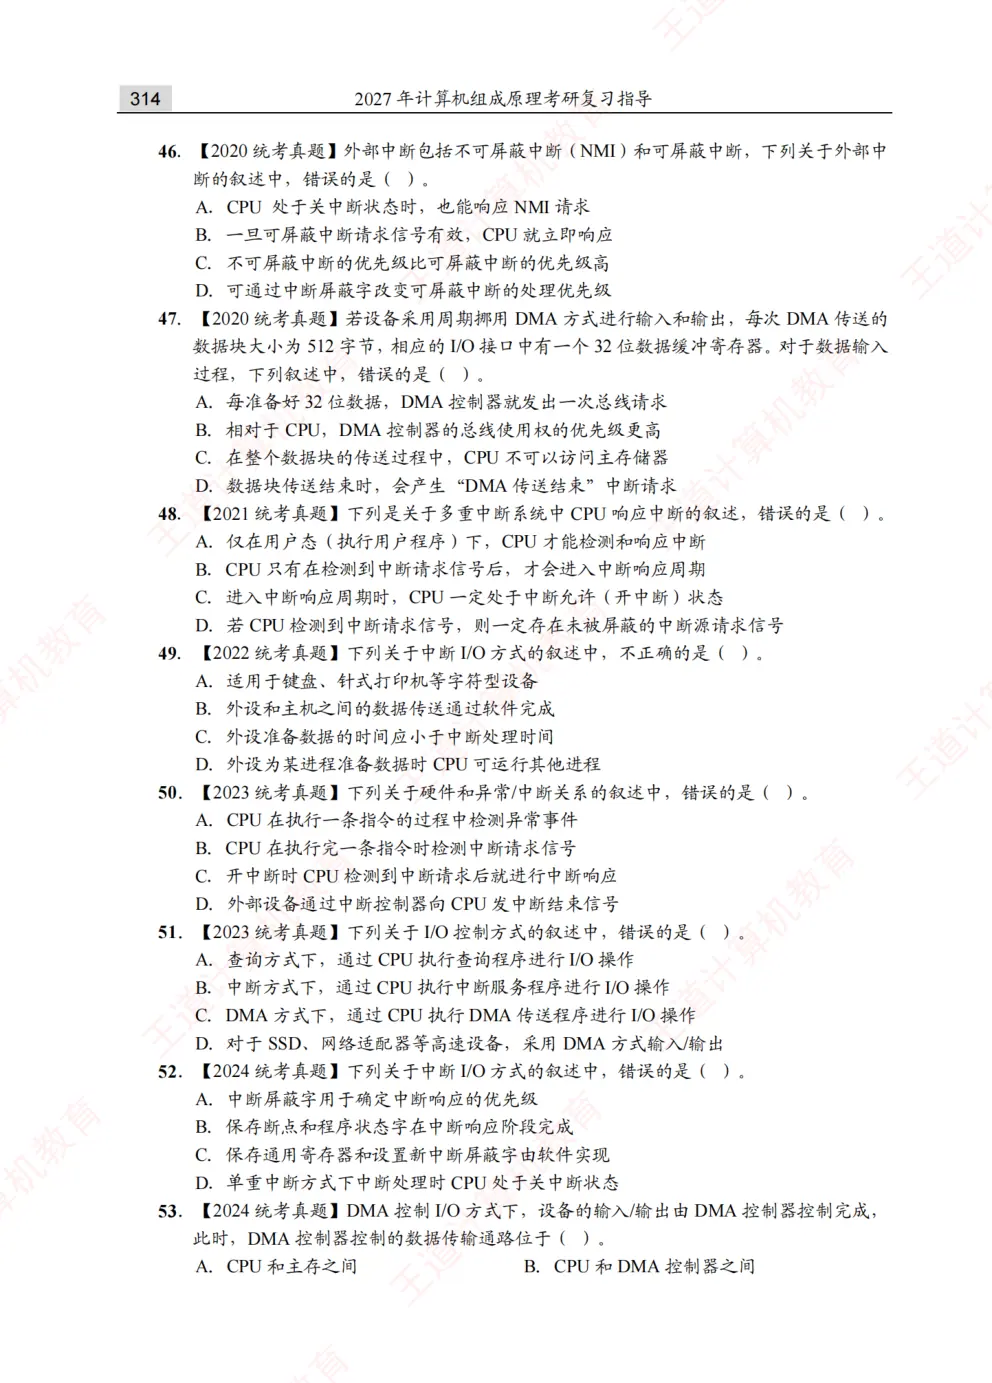 314
2027 年计算机组成原理考研复习指导
46. 【2020 统考真题】外部中断包括不可屏蔽中断（NMI）和可屏蔽中断，下列关于外部中
断的叙述中，错误的是（ ）。
A. CPU 处于关中断状态时，也能响应 NMI 请求
B. 一旦可屏蔽中断请求信号有效，CPU 就立即响应
C. 不可屏蔽中断的优先级比可屏蔽中断的优先级高
D. 可通过中断屏蔽字改变可屏蔽中断的处理优先级
47. 【2020 统考真题】若设备采用周期挪用 DMA 方式进行输入和输出，每次 DMA 传送的
数据块大小为 512 字节，相应的 I/O 接口中有一个 32 位数据缓冲寄存器。对于数据输入
过程，下列叙述中，错误的是（ ）。
A. 每准备好 32 位数据，DMA 控制器就发出一次总线请求
B. 相对于 CPU，DMA 控制器的总线使用权的优先级更高
C. 在整个数据块的传送过程中，CPU 不可以访问主存储器
D. 数据块传送结束时，会产生“DMA 传送结束”中断请求
48. 【2021 统考真题】下列是关于多重中断系统中 CPU 响应中断的叙述，错误的是（ ）。
A. 仅在用户态（执行用户程序）下，CPU 才能检测和响应中断
B. CPU 只有在检测到中断请求信号后，才会进入中断响应周期
C. 进入中断响应周期时，CPU 一定处于中断允许（开中断）状态
D. 若 CPU 检测到中断请求信号，则一定存在未被屏蔽的中断源请求信号
49. 【2022 统考真题】下列关于中断 I/O 方式的叙述中，不正确的是（ ）。
A. 适用于键盘、针式打印机等字符型设备
B. 外设和主机之间的数据传送通过软件完成
C. 外设准备数据的时间应小于中断处理时间
D. 外设为某进程准备数据时 CPU 可运行其他进程
50. 【2023 统考真题】下列关于硬件和异常/中断关系的叙述中，错误的是（ ）。
A. CPU 在执行一条指令的过程中检测异常事件
B. CPU 在执行完一条指令时检测中断请求信号
C. 开中断时 CPU 检测到中断请求后就进行中断响应
D. 外部设备通过中断控制器向 CPU 发中断结束信号
51. 【2023 统考真题】下列关于 I/O 控制方式的叙述中，错误的是（ ）。
A. 查询方式下，通过 CPU 执行查询程序进行 I/O 操作
B. 中断方式下，通过 CPU 执行中断服务程序进行 I/O 操作
C. DMA 方式下，通过 CPU 执行 DMA 传送程序进行 I/O 操作
D. 对于 SSD、网络适配器等高速设备，采用 DMA 方式输入/输出
52. 【2024 统考真题】下列关于中断 I/O 方式的叙述中，错误的是（ ）。
A. 中断屏蔽字用于确定中断响应的优先级
B. 保存断点和程序状态字在中断响应阶段完成
C. 保存通用寄存器和设置新中断屏蔽字由软件实现
D. 单重中断方式下中断处理时 CPU 处于关中断状态
53. 【2024 统考真题】DMA 控制 I/O 方式下，设备的输入/输出由 DMA 控制器控制完成，
此时，DMA 控制器控制的数据传输通路位于（ ）。
A. CPU 和主存之间 B. CPU 和 DMA 控制器之间